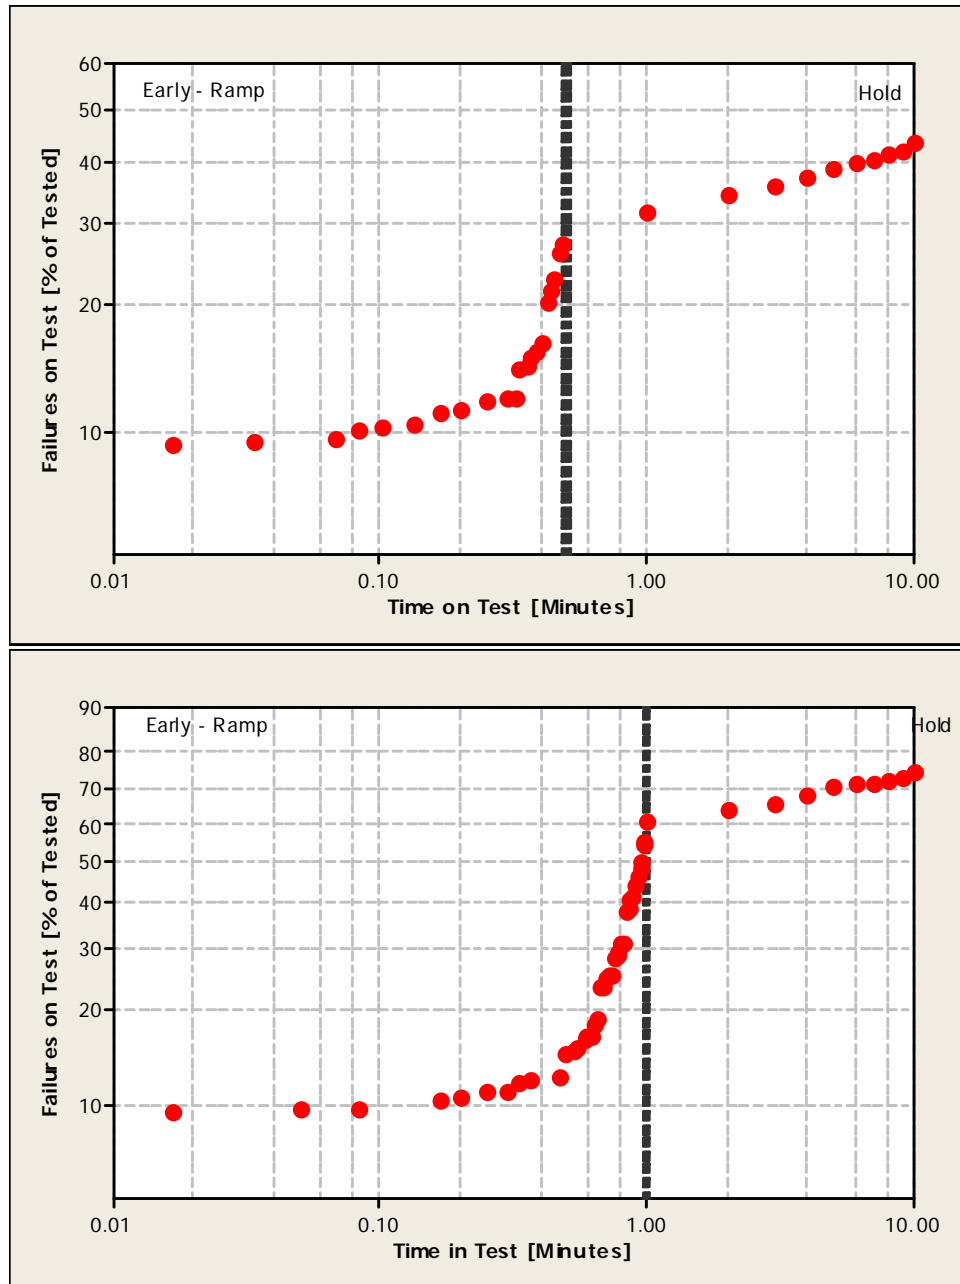 60
Early - Ramp
Hold
50
40
30
20
10
Failures on Test [% of Tested]
0.01
0.10
1.00
10.00
Time on Test [Minutes]
90
Early - Ramp
Hold
80
70
60
50
40
30
20
10
Failures on Test [% of Tested]
0.01
0.10
1.00
10.00
Time in Test [Minutes]